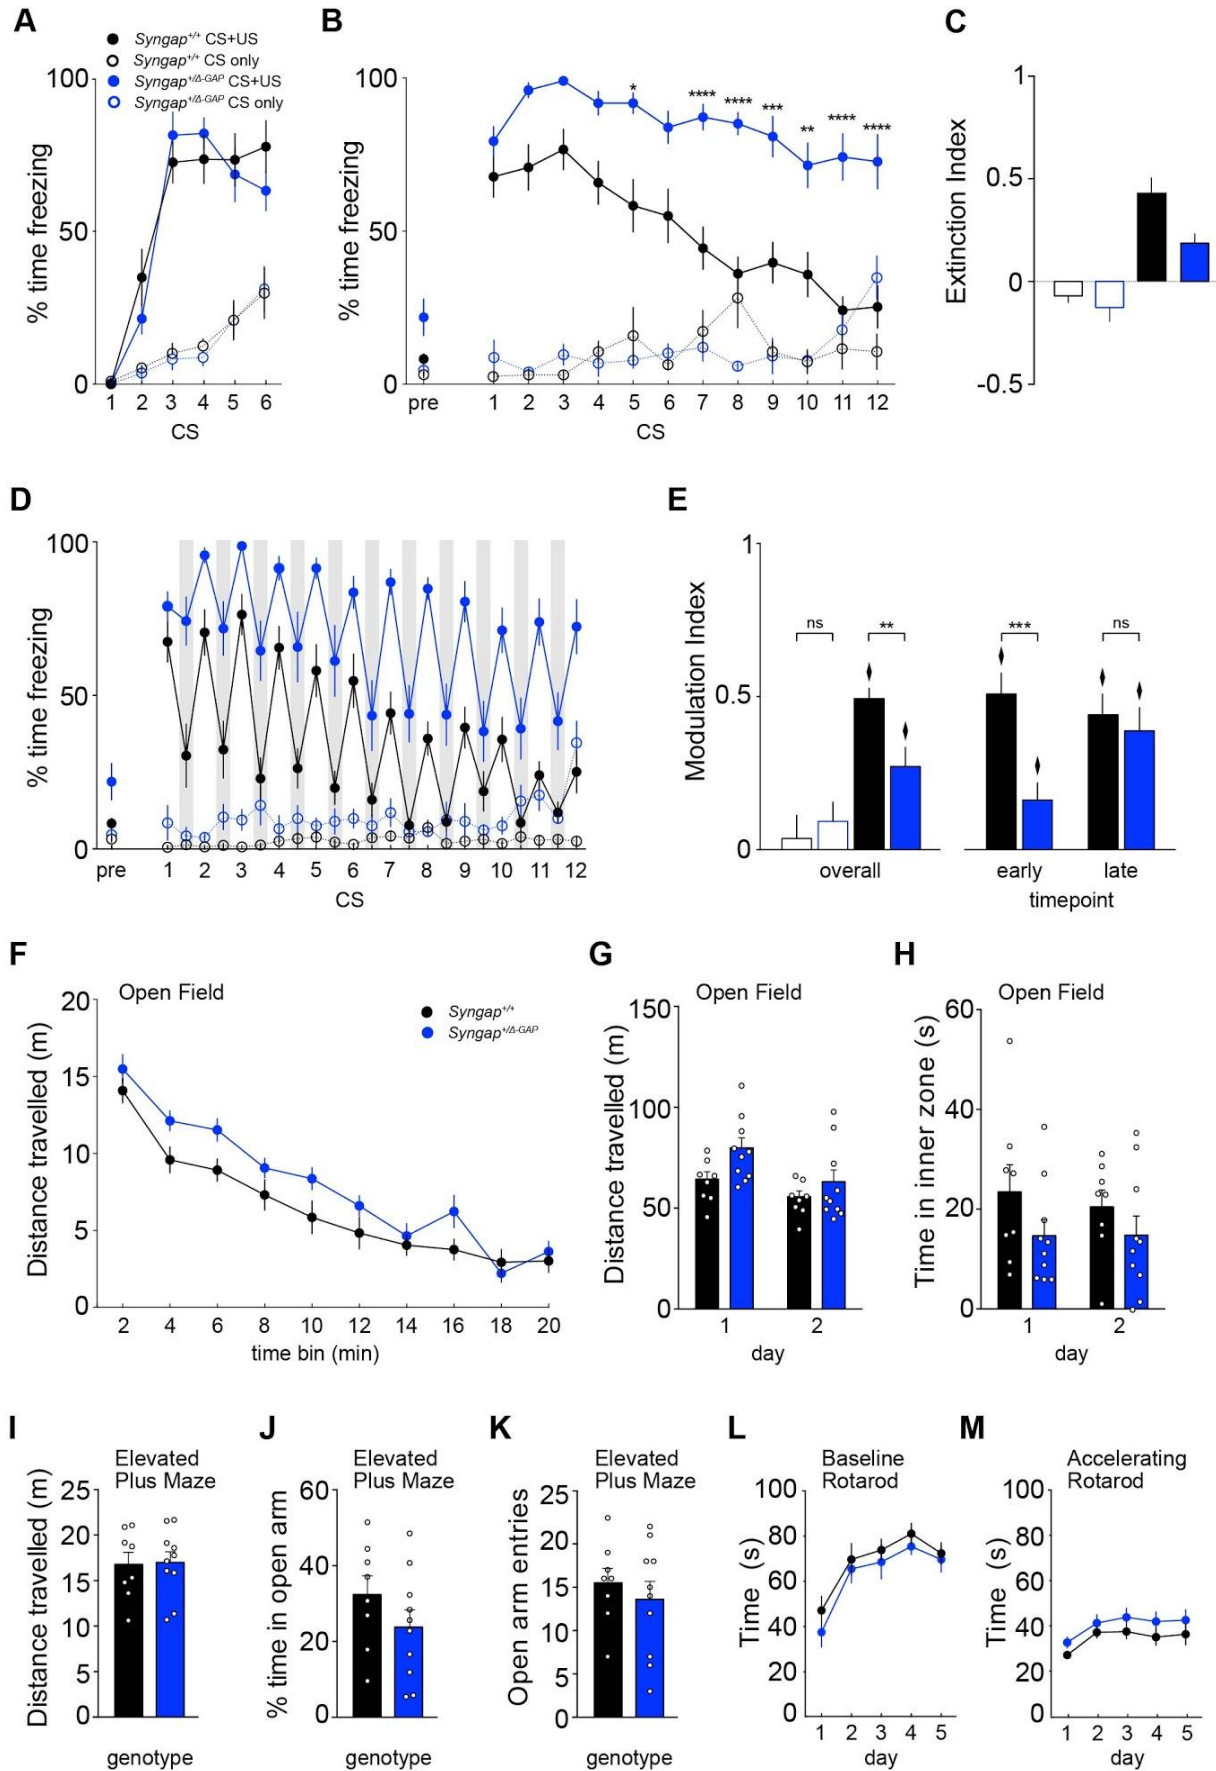 A
Syngap+/+ CS+US
Syngap+/+ CS only
Syngap+/Δ-GAP CS+US
Syngap+/Δ-GAP CS only
% time freezing
100
50
0
1 2 3 4 5 6
CS
B
% time freezing
100
50
0
* **** **** *** ** **** ****
pre 1 2 3 4 5 6 7 8 9 10 11 12
CS
C
Extinction Index
1
0.5
0
-0.5
D
% time freezing
100
50
0
pre 1 2 3 4 5 6 7 8 9 10 11 12
CS
E
Modulation Index
1
0.5
0
ns ** *** ns
overall early late
timepoint
F
Open Field
Syngap+/+
Syngap+/Δ-GAP
Distance travelled (m)
20
15
10
5
0
2 4 6 8 10 12 14 16 18 20
time bin (min)
G
Open Field
Distance travelled (m)
150
100
50
0
1 2
day
H
Open Field
Time in inner zone (s)
60
40
20
0
1 2
day
I
Elevated
Plus Maze
Distance travelled (m)
25
20
15
10
5
0
genotype
J
Elevated
Plus Maze
% time in open arm
60
40
20
0
genotype
K
Elevated
Plus Maze
Open arm entries
25
20
15
10
5
0
genotype
L
Baseline
Rotarod
Time (s)
100
80
60
40
20
0
1 2 3 4 5
day
M
Accelerating
Rotarod
Time (s)
100
80
60
40
20
0
1 2 3 4 5
day